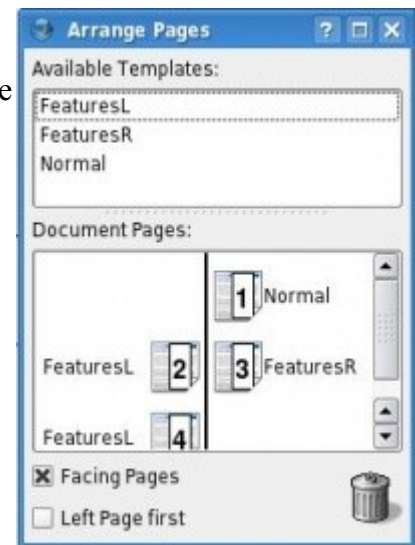 Arrange Pages ?
e
Available Templates:
FeaturesL
FeaturesR
Normal
Document Pages:
1 Normal
FeaturesL 2 3 FeaturesR
FeaturesL 4
Facing Pages
Left Page first